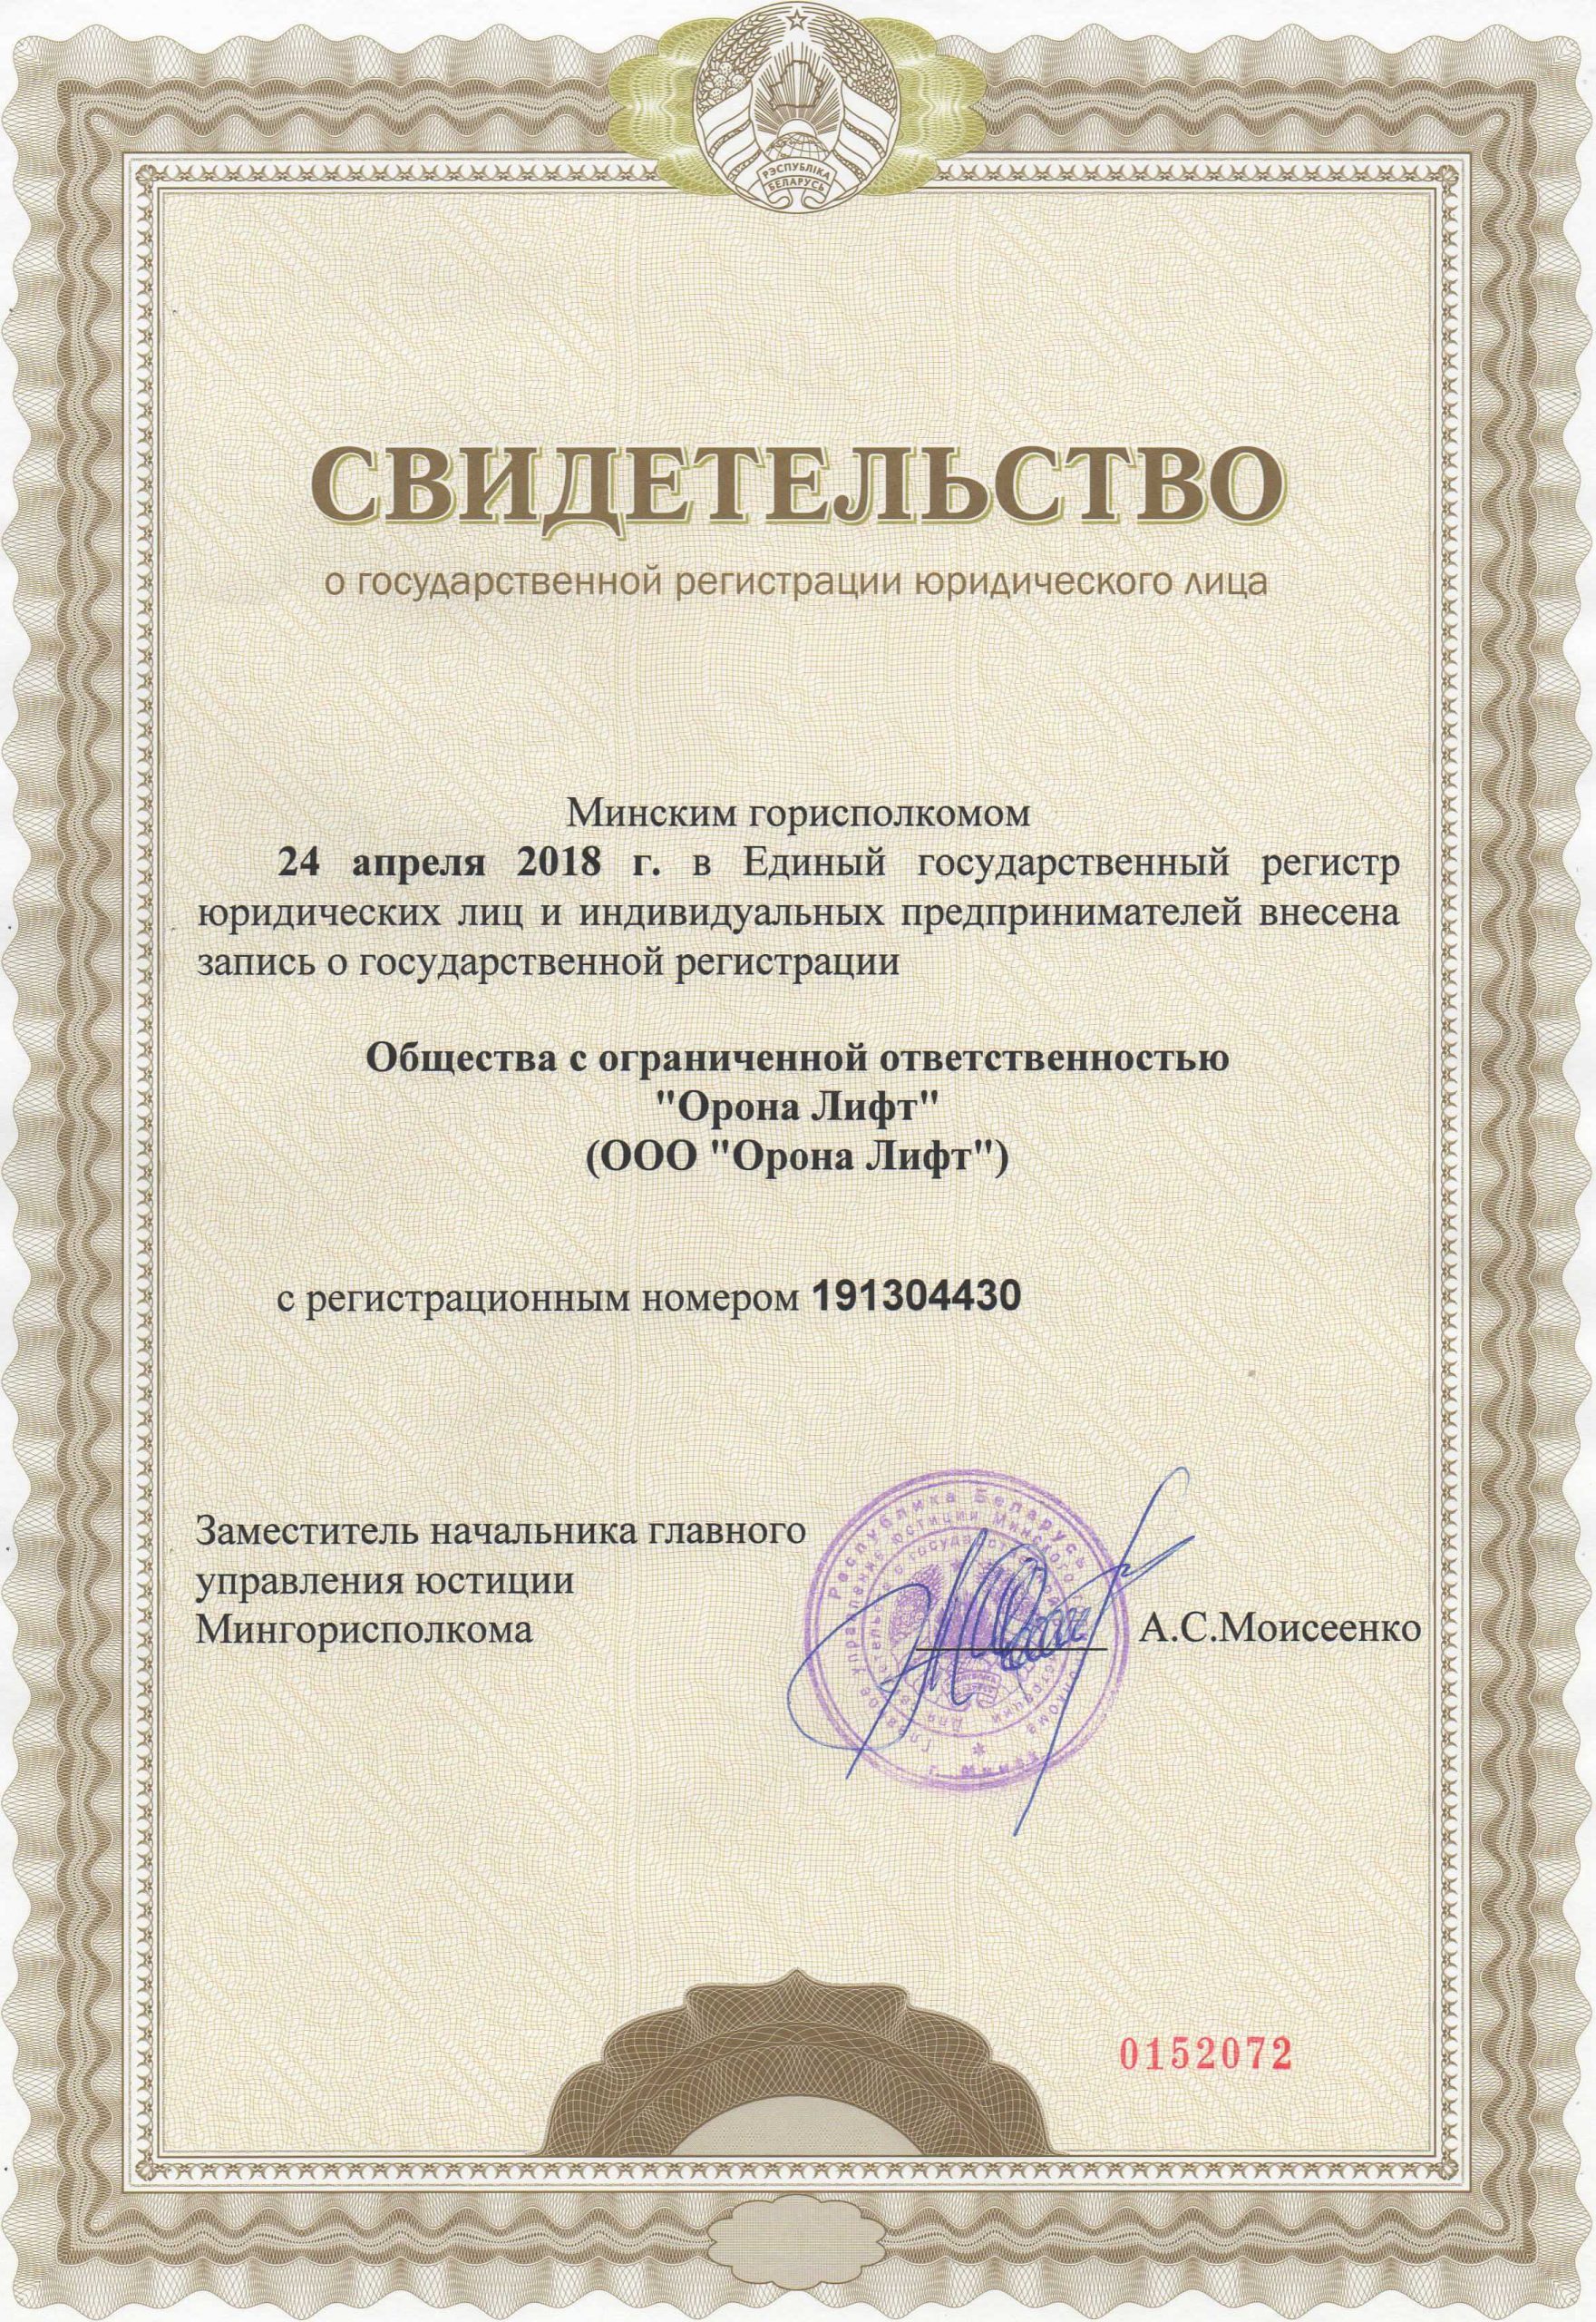 РЭСПУБЛІКА
БЕЛАРУСЬ
СВИДЕТЕЛЬСТВО
о государственной регистрации юридического лица
Минским горисполкомом
24 апреля 2018 г. в Единый государственный регистр
юридических лиц и индивидуальных предпринимателей внесена
запись о государственной регистрации
Общества с ограниченной ответственностью
"Орона Лифт"
(ООО "Орона Лифт")
с регистрационным номером 191304430
Заместитель начальника главного
управления юстиции
Мингорисполкома
А.С.Моисеенко
Республика Беларусь
г. Минск
0152072